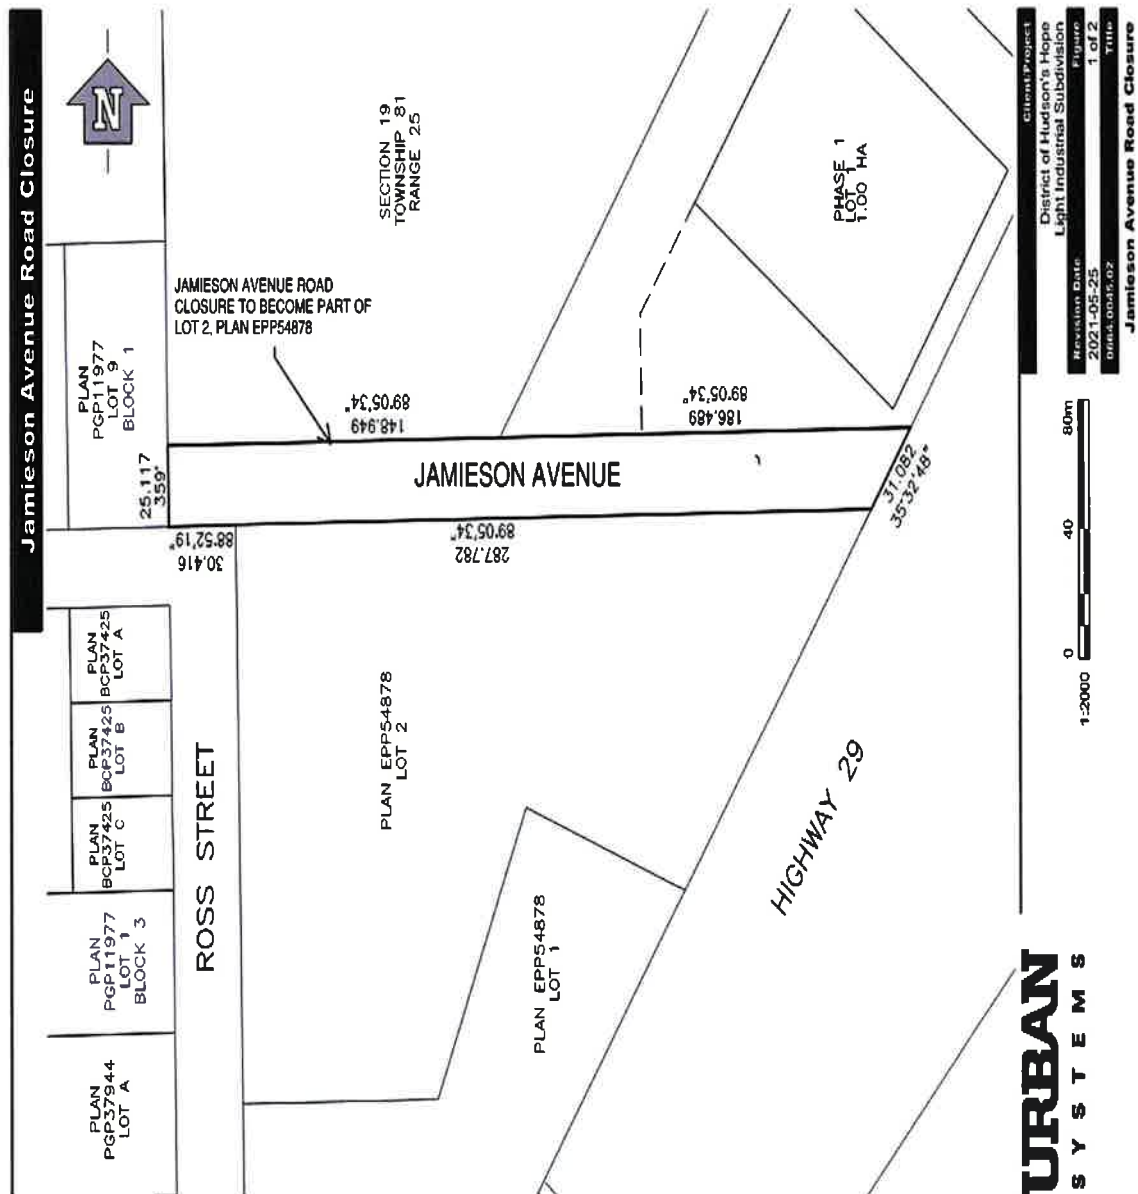 Jamieson Avenue Road Closure
N
PLAN
PGP11977
LOT 9
BLOCK 1
SECTION 19
TOWNSHIP 81
RANGE 25
JAMIESON AVENUE ROAD
CLOSURE TO BECOME PART OF
LOT 2, PLAN EPP54878
PHASE 1
LOT 1
1.00 HA
25.117
359°
148.949
89°05'34"
186.489
89°05'34"
JAMIESON AVENUE
31.082
35°32'48"
30.416
88°52'19"
287.782
89°05'34"
PLAN
BCP37425
LOT A
PLAN
BCP37425
LOT B
PLAN
BCP37425
LOT C
PLAN
PGP11977
LOT 1
BLOCK 3
PLAN
PGP37944
LOT A
ROSS STREET
PLAN EPP54878
LOT 2
PLAN EPP54878
LOT 1
HIGHWAY 29
1:2000
0
40
80m
Client/Project
District of Hudson's Hope
Light Industrial Subdivision
Revision Date
Figure
2021-05-25
1 of 2
0664.0045.02
Title
Jamieson Avenue Road Closure
URBAN
SYSTEMS